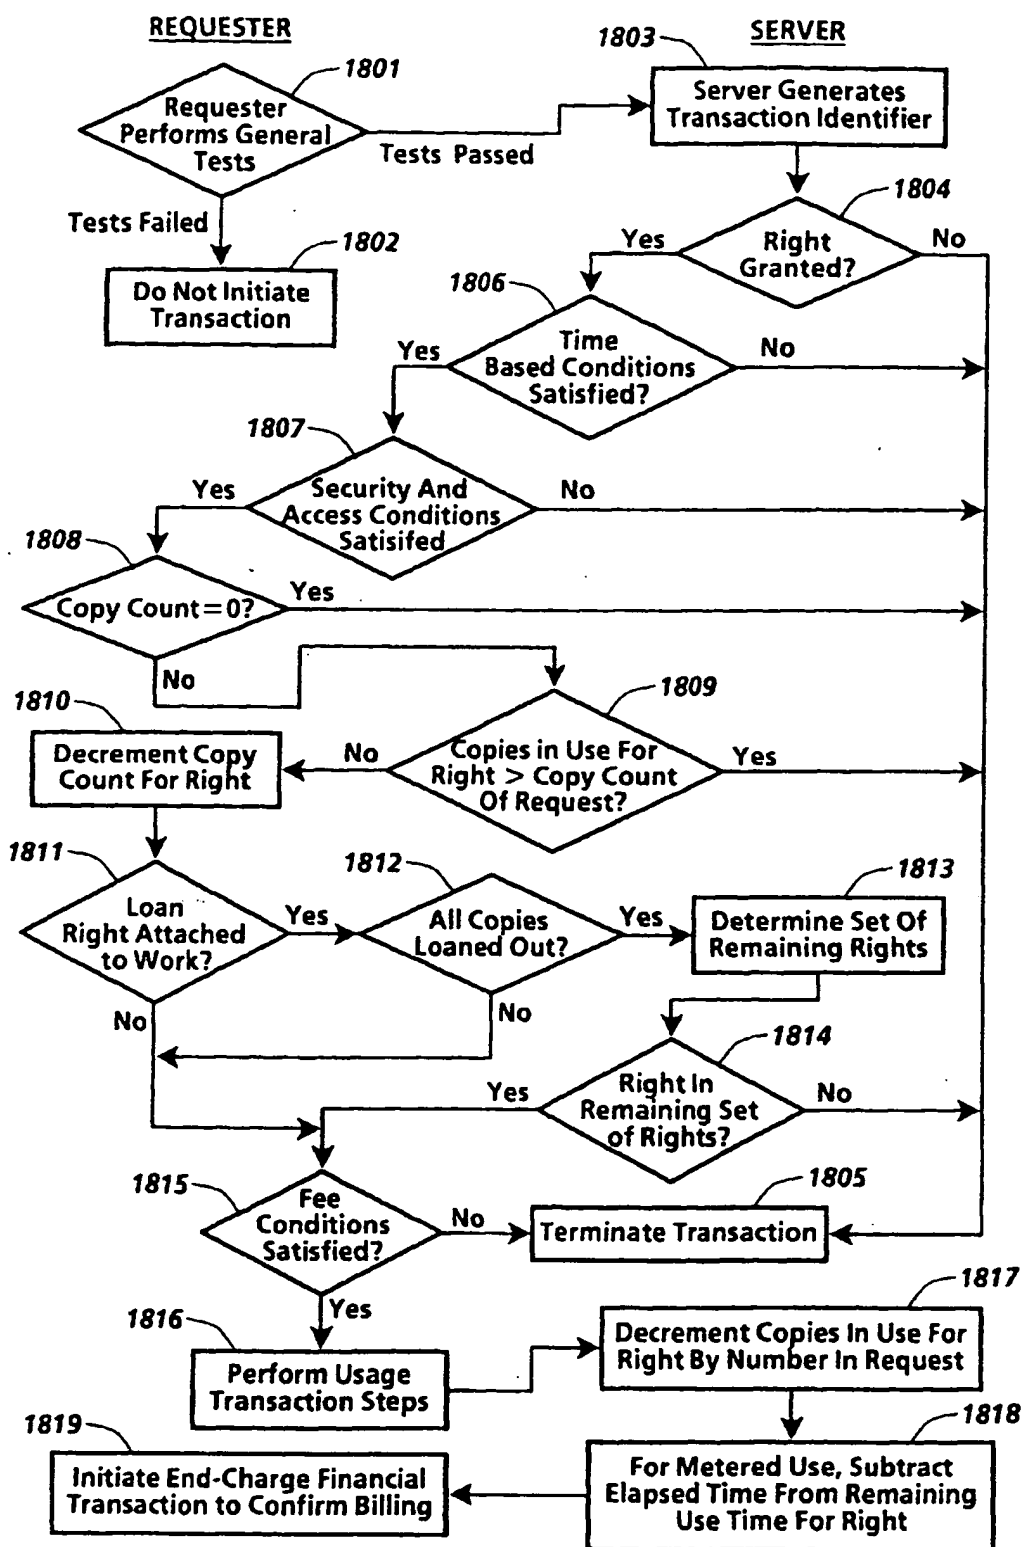 REQUESTER
SERVER
1801
Requester
Performs General
Tests
Tests Passed
Tests Failed
1802
Do Not Initiate
Transaction
1803
Server Generates
Transaction Identifier
1804
Right
Granted?
Yes
No
1806
Time
Based Conditions
Satisfied?
Yes
No
1807
Security And
Access Conditions
Satisifed
Yes
No
1808
Copy Count=0?
Yes
No
1809
Copies in Use For
Right > Copy Count
Of Request?
No
Yes
1810
Decrement Copy
Count For Right
1811
Loan
Right Attached
to Work?
Yes
No
1812
All Copies
Loaned Out?
Yes
No
1813
Determine Set Of
Remaining Rights
1814
Right In
Remaining Set
of Rights?
Yes
No
1815
Fee
Conditions
Satisfied?
No
Yes
1805
Terminate Transaction
1816
Perform Usage
Transaction Steps
1817
Decrement Copies In Use For
Right By Number In Request
1818
For Metered Use, Subtract
Elapsed Time From Remaining
Use Time For Right
1819
Initiate End-Charge Financial
Transaction to Confirm Billing